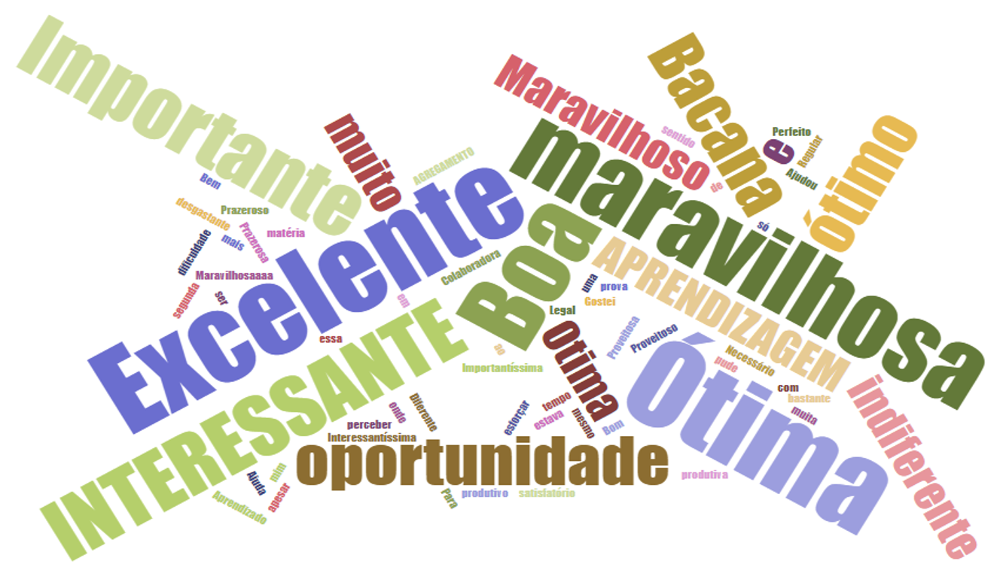 Importante
Bacana
Maravilhoso
muito
ótimo
maravilhosa
sentido
Perfeito
e
Regular
Ajudou
de
AGREGAMENTO
Bem
desgastante
Prazeroso
Prazerosa
matéria
mais
dificuldade
Excelente
Boa
só
Colaboradora
Maravilhosaaaa
segunda
ser
em
essa
APRENDIZAGEM
uma
prova
Gostei
Legal
otima
Proveitosa
Proveitoso
Ótima
INTERESSANTE
ao
Importantíssima
Necessário
pude
com
bastante
muita
indiferente
Diferente
onde
perceber
Interessantíssima
esforçar
tempo
estava
mesmo
Bom
oportunidade
produtiva
Ajuda
mim
apesar
Aprendizado
Para
produtivo
satisfatório